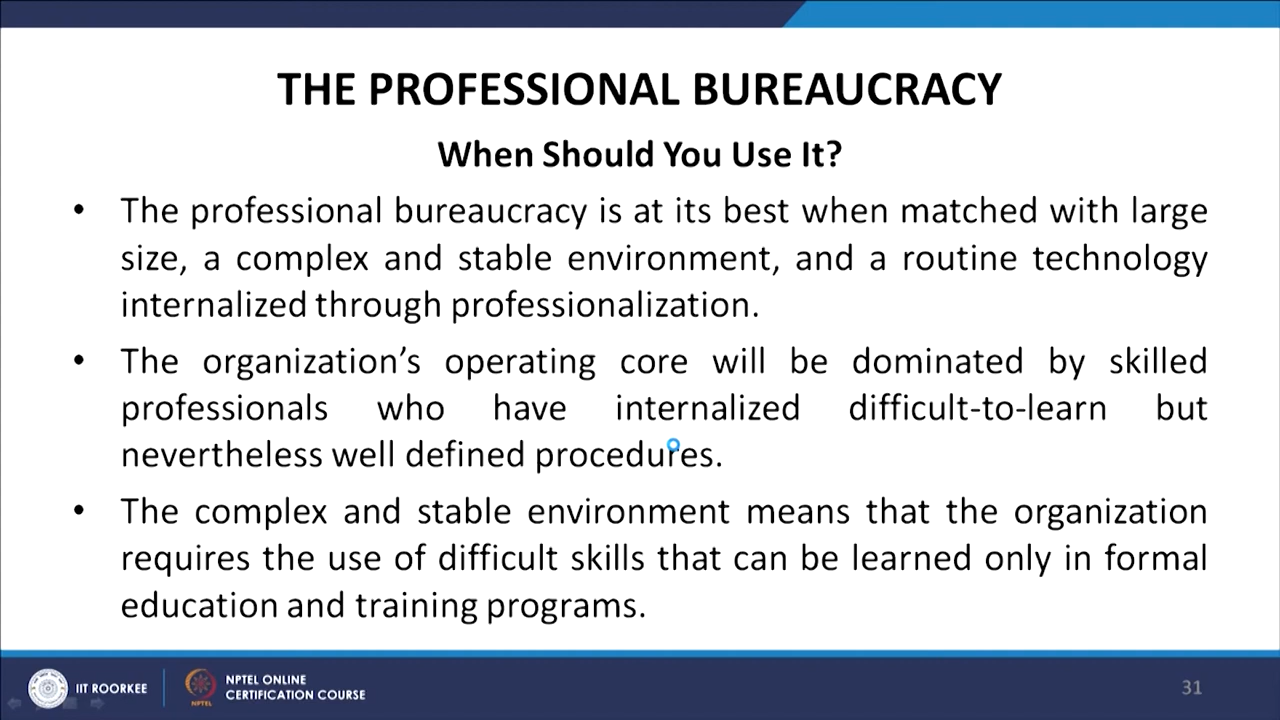 THE PROFESSIONAL BUREAUCRACY
When Should You Use It?
• The professional bureaucracy is at its best when matched with large
size, a complex and stable environment, and a routine technology
internalized through professionalization.
• The organization’s operating core will be dominated by skilled
professionals who have internalized difficult-to-learn but
nevertheless well defined procedures.
• The complex and stable environment means that the organization
requires the use of difficult skills that can be learned only in formal
education and training programs.
IIT ROORKEE
NPTEL
NPTEL ONLINE
CERTIFICATION COURSE
31